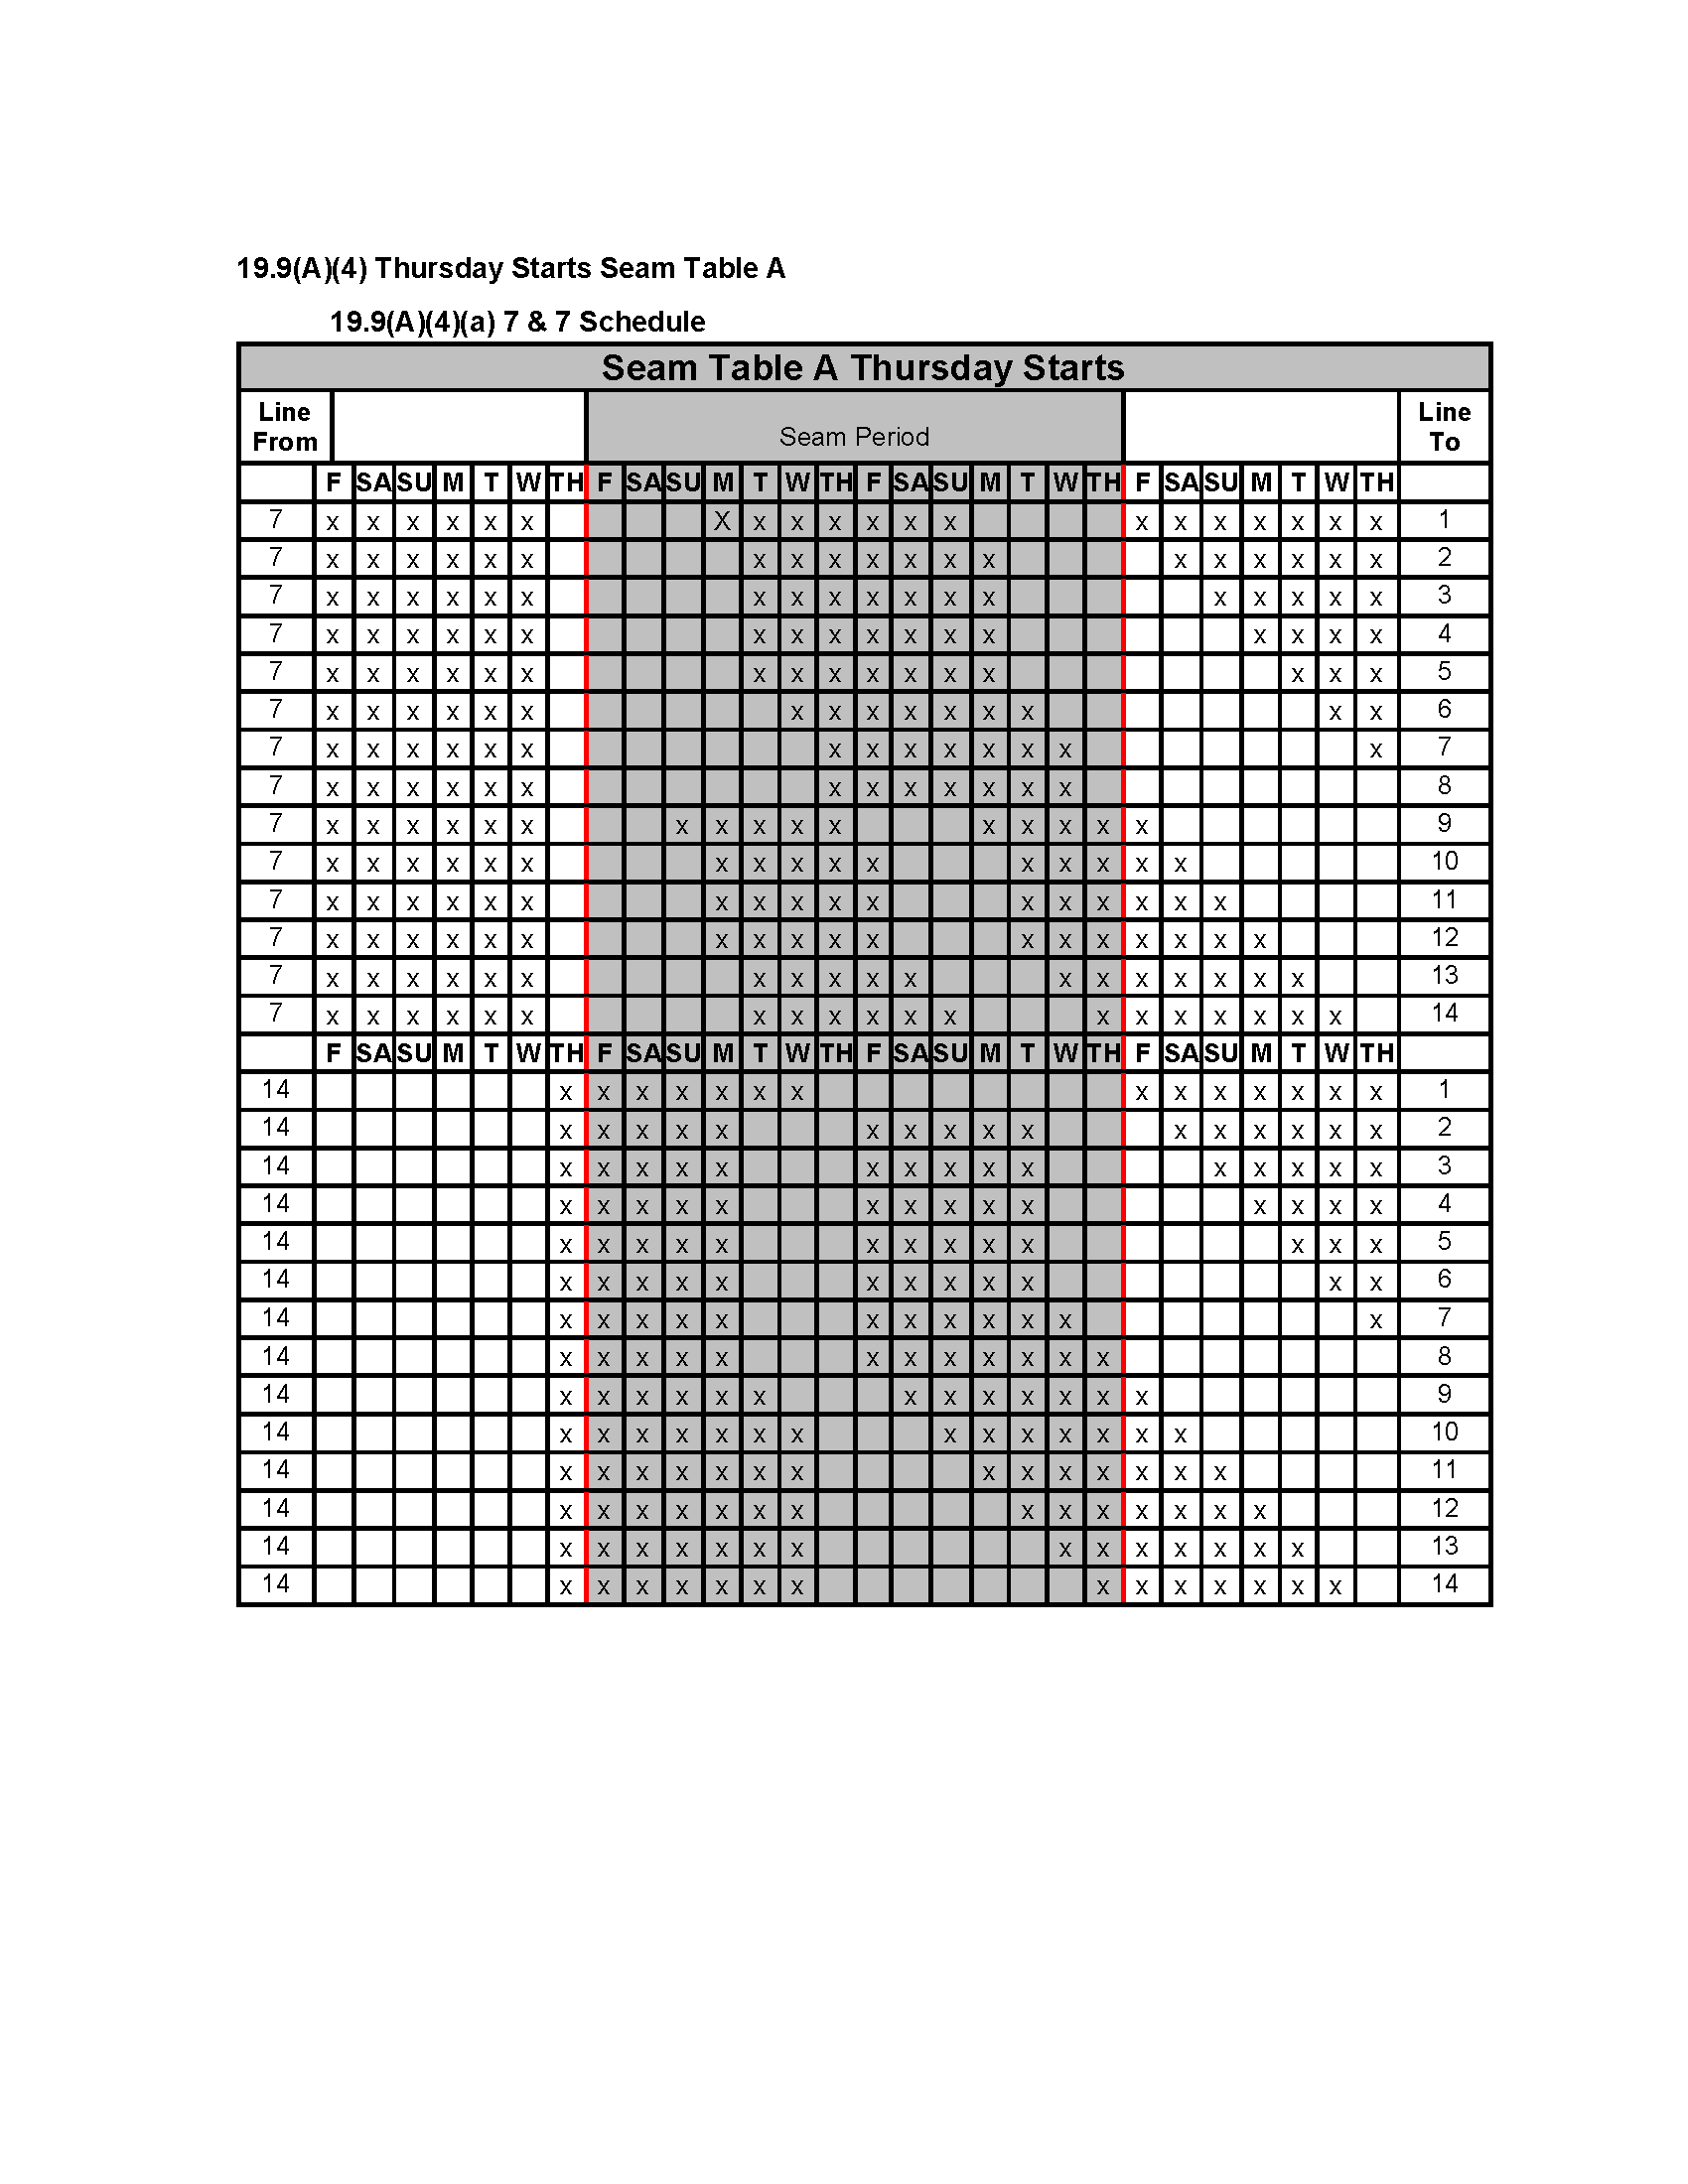 19.9(A)(4) Thursday Starts Seam Table A
19.9(A)(4)(a) 7 & 7 Schedule
Seam Table A Thursday Starts
Line From Seam Period Line To
F SA SU M T W TH F SA SU M T W TH F SA SU M T W TH F SA SU M T W TH
7 x x x x x x X x x x x x x x x x x x x x 1
7 x x x x x x x x x x x x x x x x x x x 2
7 x x x x x x x x x x x x x x x x x x 3
7 x x x x x x x x x x x x x x x x x 4
7 x x x x x x x x x x x x x x x x 5
7 x x x x x x x x x x x x x x x 6
7 x x x x x x x x x x x x x x 7
7 x x x x x x x x x x x x x 8
7 x x x x x x x x x x x x x x x x 9
7 x x x x x x x x x x x x x x x x 10
7 x x x x x x x x x x x x x x x x x 11
7 x x x x x x x x x x x x x x x x x x 12
7 x x x x x x x x x x x x x x x x x x 13
7 x x x x x x x x x x x x x x x x x x x 14
F SA SU M T W TH F SA SU M T W TH F SA SU M T W TH F SA SU M T W TH
14 x x x x x x x x x x x x x x 1
14 x x x x x x x x x x x x x x x x 2
14 x x x x x x x x x x x x x x x 3
14 x x x x x x x x x x x x x x 4
14 x x x x x x x x x x x x x 5
14 x x x x x x x x x x x x 6
14 x x x x x x x x x x x x 7
14 x x x x x x x x x x x x 8
14 x x x x x x x x x x x x x 9
14 x x x x x x x x x x x x x x 10
14 x x x x x x x x x x x x x x 11
14 x x x x x x x x x x x x x x 12
14 x x x x x x x x x x x x x x 13
14 x x x x x x x x x x x x x x 14